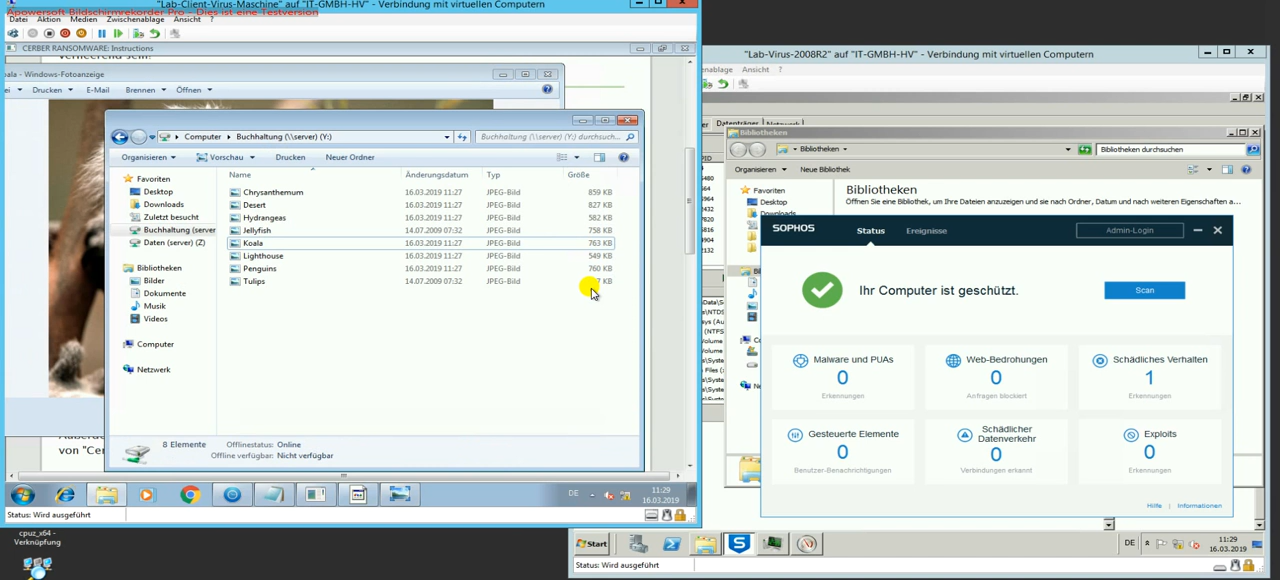 "Lab-Client-Virus-Maschine" auf "IT-GMBH-HV" - Verbindung mit virtuellen Computern
Apowersoft Bildschirmrekorder Pro - Dies ist eine Testversion
Datei Aktion Medien Zwischenablage Ansicht ?
CERBER RANSOMWARE: Instructions
oala - Windows-Fotoanzeige
Drucken E-Mail Brennen Öffnen
Computer Buchhaltung (\\server) (Y:)
Buchhaltung (\\server) (Y:) durchsuch...
Organisieren Vorschau Drucken Neuer Ordner
Name Änderungsdatum Typ Größe
Favoriten
Desktop
Downloads
Zuletzt besucht
Buchhaltung (server
Daten (server) (Z)
Bibliotheken
Bilder
Dokumente
Musik
Videos
Computer
Netzwerk
Chrysanthemum 16.03.2019 11:27 JPEG-Bild 859 KB
Desert 16.03.2019 11:27 JPEG-Bild 827 KB
Hydrangeas 16.03.2019 11:27 JPEG-Bild 582 KB
Jellyfish 14.07.2009 07:32 JPEG-Bild 758 KB
Koala 16.03.2019 11:27 JPEG-Bild 763 KB
Lighthouse 16.03.2019 11:27 JPEG-Bild 549 KB
Penguins 16.03.2019 11:27 JPEG-Bild 760 KB
Tulips 14.07.2009 07:32 JPEG-Bild KB
8 Elemente Offlinestatus: Online
Offline verfügbar: Nicht verfügbar
von "Cer
DE 11:29
16.03.2019
Status: Wird ausgeführt
cpuz_x64 -
Verknüpfung
"Lab-Virus-2008R2" auf "IT-GMBH-HV" - Verbindung mit virtuellen Computern
nablage Ansicht ?
Datenträger Netzwerk
PID
Bibliotheken
Bibliotheken
Bibliotheken durchsuchen
Organisieren Neue Bibliothek
Favoriten
Desktop
Downloads
Bibliotheken
Öffnen Sie eine Bibliothek, um Ihre Dateien anzuzeigen und sie nach Ordner, Datum und nach weiteren Eigenschaften a...
SOPHOS Status Ereignisse Admin-Login
Ihr Computer ist geschützt.
Scan
Malware und PUAs
0
Erkennungen
Web-Bedrohungen
0
Anfragen blockiert
Schädliches Verhalten
1
Erkennungen
Gesteuerte Elemente
0
Benutzer-Benachrichtigungen
Schädlicher
Datenverkehr
0
Verbindungen erkannt
Exploits
0
Erkennungen
Hilfe | Informationen
Start
DE 11:29
16.03.2019
Status: Wird ausgeführt